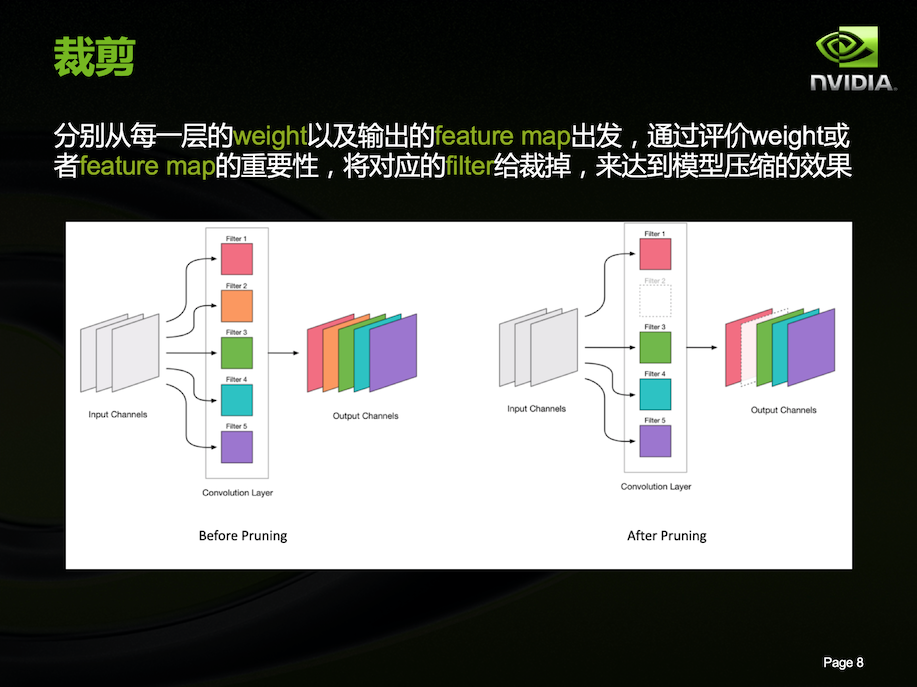 裁剪
NVIDIA.
分别从每一层的weight以及输出的feature map出发，通过评价weight或
者feature map的重要性，将对应的filter给裁掉，来达到模型压缩的效果
Filter 1
Filter 2
Filter 3
Filter 4
Filter 5
Input Channels
Output Channels
Convolution Layer
Before Pruning
Filter 1
Filter 2
Filter 3
Filter 4
Filter 5
Input Channels
Output Channels
Convolution Layer
After Pruning
Page 8